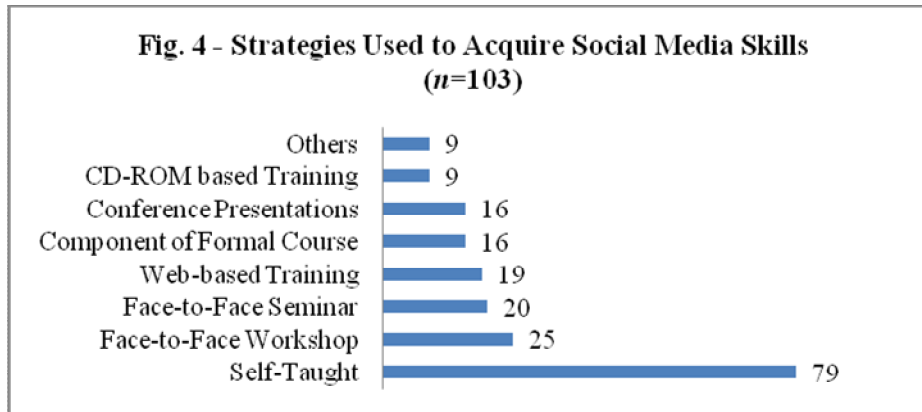 Fig. 4 - Strategies Used to Acquire Social Media Skills
(n=103)
Others 9
CD-ROM based Training 9
Conference Presentations 16
Component of Formal Course 16
Web-based Training 19
Face-to-Face Seminar 20
Face-to-Face Workshop 25
Self-Taught 79